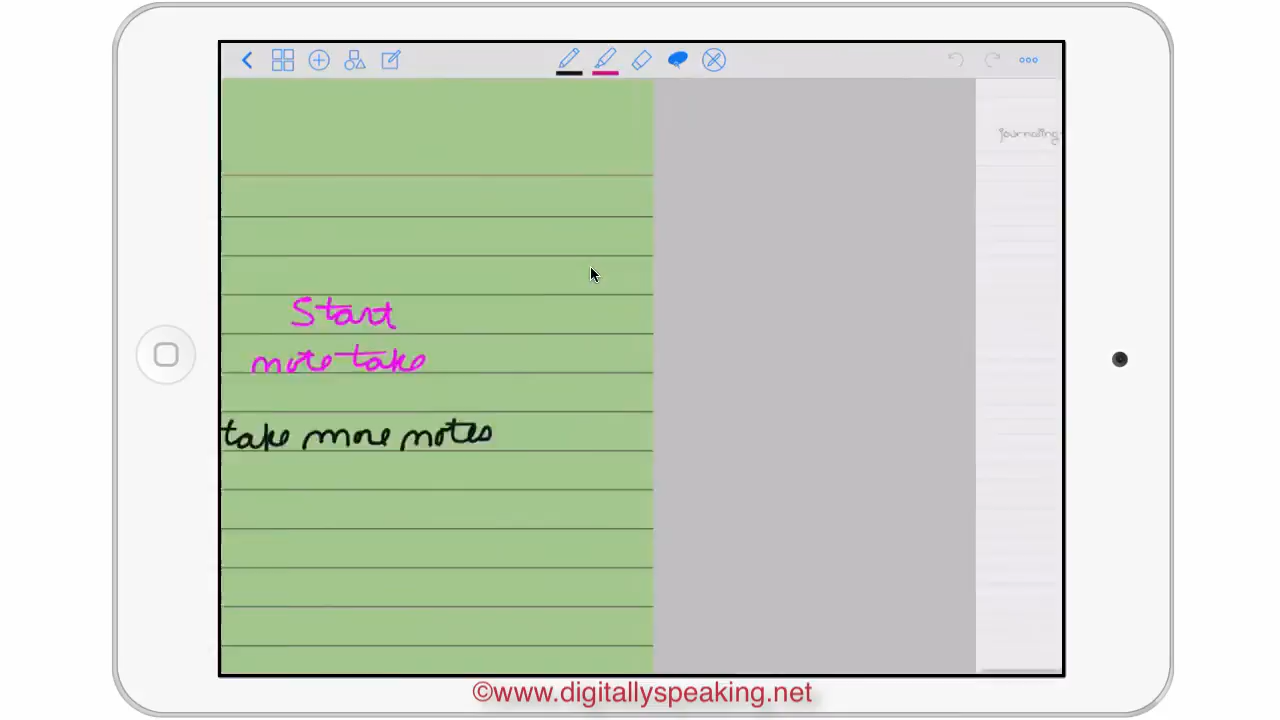 journaling
Start
note take
take more notes
©www.digitallyspeaking.net